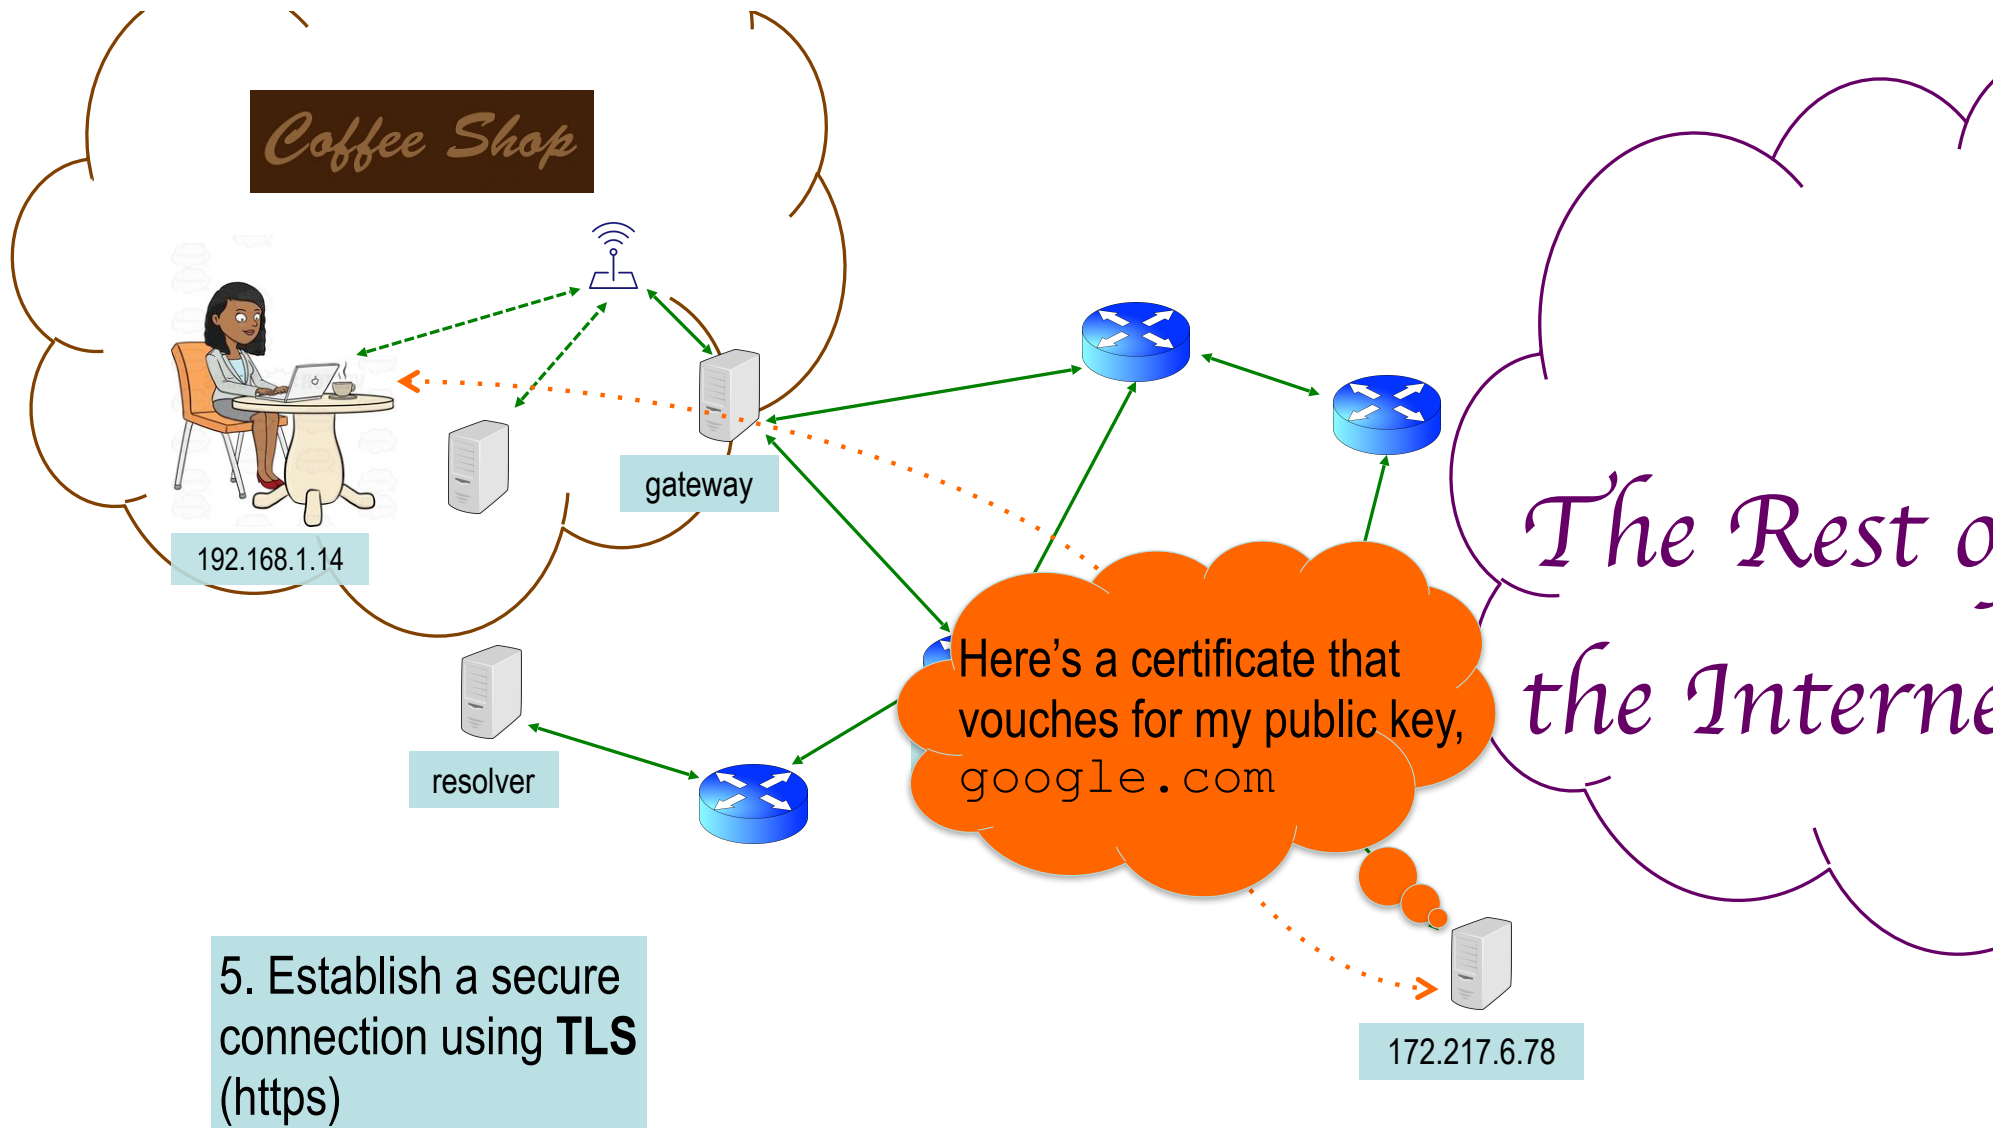 Coffee Shop
gateway
192.168.1.14
The Rest
the Interne
Here's a certificate that
vouches for my public key,
google.com
resolver
5. Establish a secure
connection using TLS
(https)
172.217.6.78